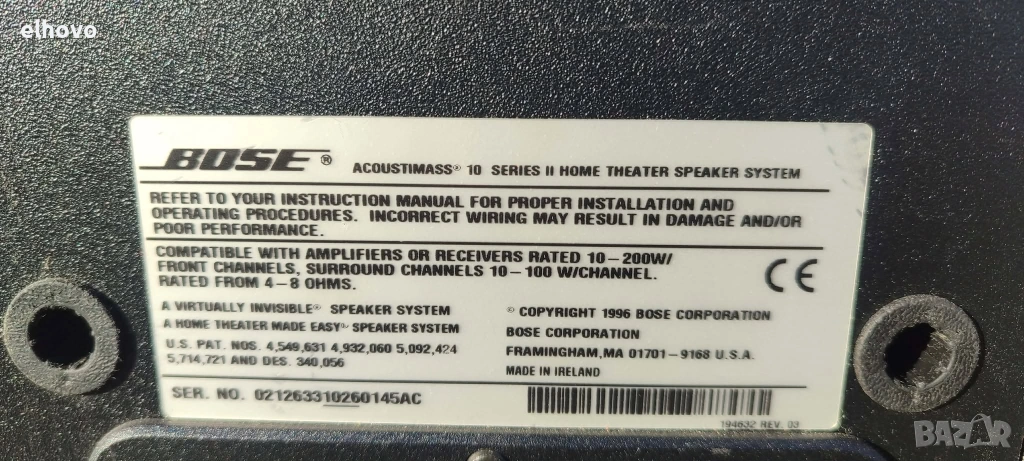 elhovo
BOSE® ACOUSTIMASS® 10 SERIES II HOME THEATER SPEAKER SYSTEM
REFER TO YOUR INSTRUCTION MANUAL FOR PROPER INSTALLATION AND
OPERATING PROCEDURES. INCORRECT WIRING MAY RESULT IN DAMAGE AND/OR
POOR PERFORMANCE.
COMPATIBLE WITH AMPLIFIERS OR RECEIVERS RATED 10-200W/
FRONT CHANNELS, SURROUND CHANNELS 10-100 W/CHANNEL.
RATED FROM 4-8 OHMS.
CE
A VIRTUALLY INVISIBLE® SPEAKER SYSTEM
A HOME THEATER MADE EASY® SPEAKER SYSTEM
U.S. PAT. NOS. 4,549,631 4,932,060 5,092,424
5,714,721 AND DES. 340,056
© COPYRIGHT 1996 BOSE CORPORATION
BOSE CORPORATION
FRAMINGHAM, MA 01701-9168 U.S.A.
MADE IN IRELAND
SER. NO. 021263310260145AC
194632 REV. 03
BAZAR